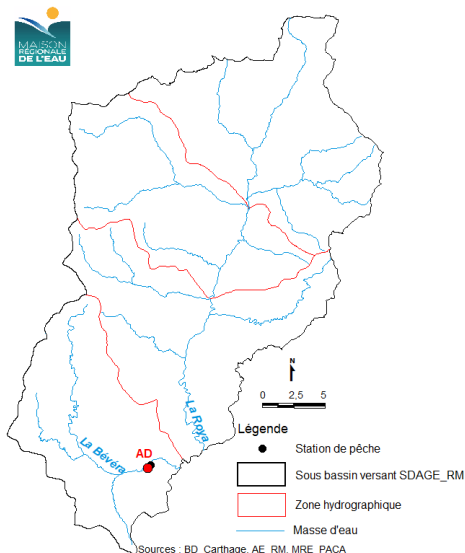 MAISON
RÉGIONALE
DE L'EAU
La Roya
AD
La Bévéra
N
0 2,5 5
Légende
Station de pêche
Sous bassin versant SDAGE_RM
Zone hydrographique
Masse d'eau
Sources : BD_Carthage, AE_RM, MRE_PACA